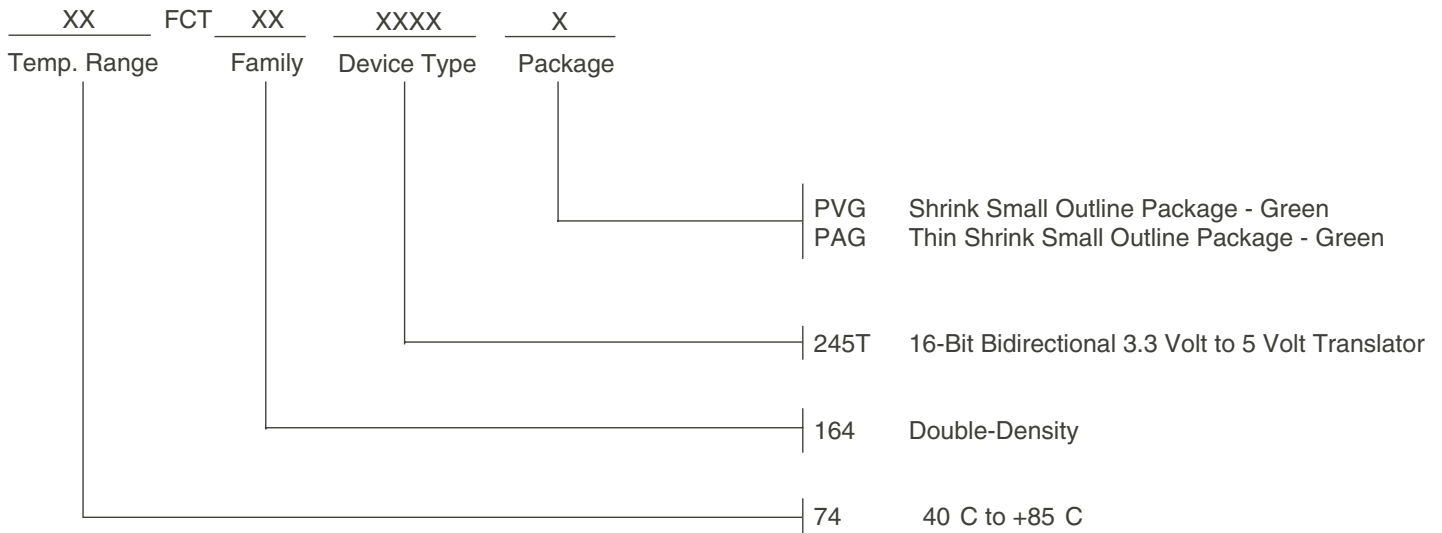 XX FCT XX XXXX X
Temp. Range Family Device Type Package
PVG Shrink Small Outline Package - Green
PAG Thin Shrink Small Outline Package - Green
245T 16-Bit Bidirectional 3.3 Volt to 5 Volt Translator
164 Double-Density
74 40 C to +85 C